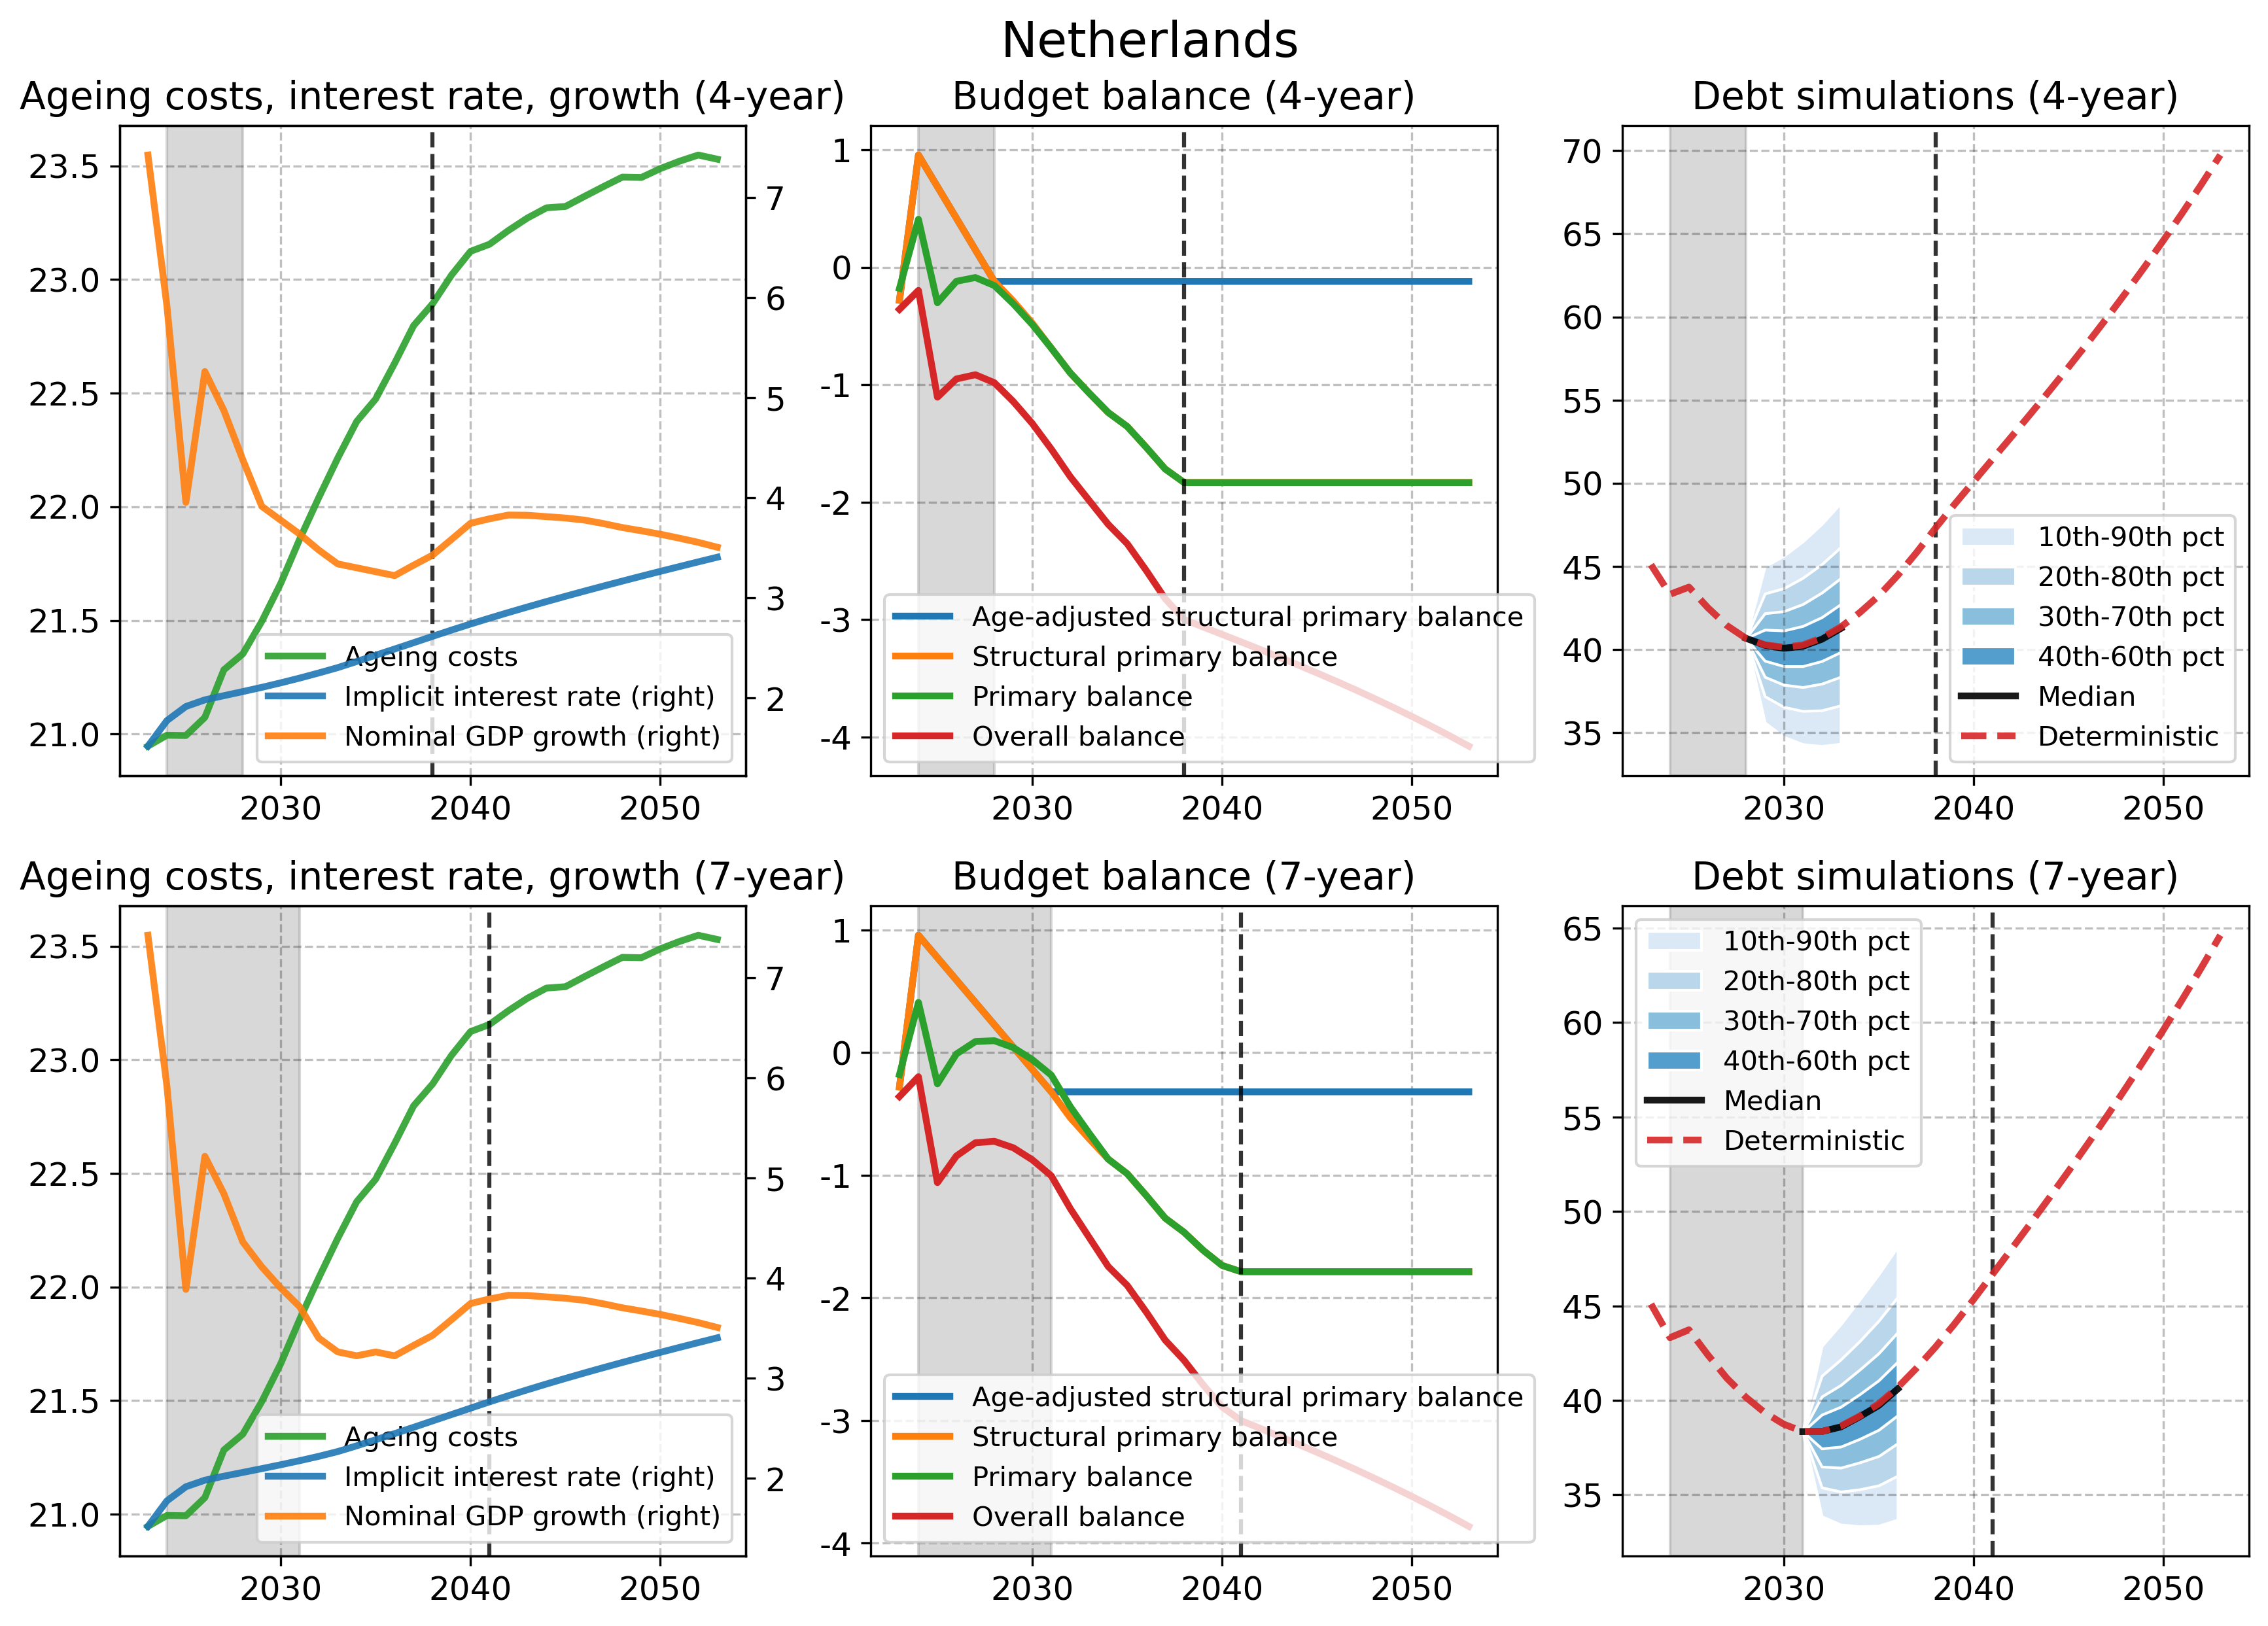 Netherlands
Ageing costs, interest rate, growth (4-year)
23.5
23.0
22.5
22.0
21.5
21.0
7
6
5
4
3
2
2030
2040
2050
Ageing costs
Implicit interest rate (right)
Nominal GDP growth (right)
Budget balance (4-year)
1
0
-1
-2
-3
-4
2030
2040
2050
Age-adjusted structural primary balance
Structural primary balance
Primary balance
Overall balance
Debt simulations (4-year)
70
65
60
55
50
45
40
35
2030
2040
2050
10th-90th pct
20th-80th pct
30th-70th pct
40th-60th pct
Median
Deterministic
Ageing costs, interest rate, growth (7-year)
23.5
23.0
22.5
22.0
21.5
21.0
7
6
5
4
3
2
2030
2040
2050
Ageing costs
Implicit interest rate (right)
Nominal GDP growth (right)
Budget balance (7-year)
1
0
-1
-2
-3
-4
2030
2040
2050
Age-adjusted structural primary balance
Structural primary balance
Primary balance
Overall balance
Debt simulations (7-year)
65
60
55
50
45
40
35
2030
2040
2050
10th-90th pct
20th-80th pct
30th-70th pct
40th-60th pct
Median
Deterministic